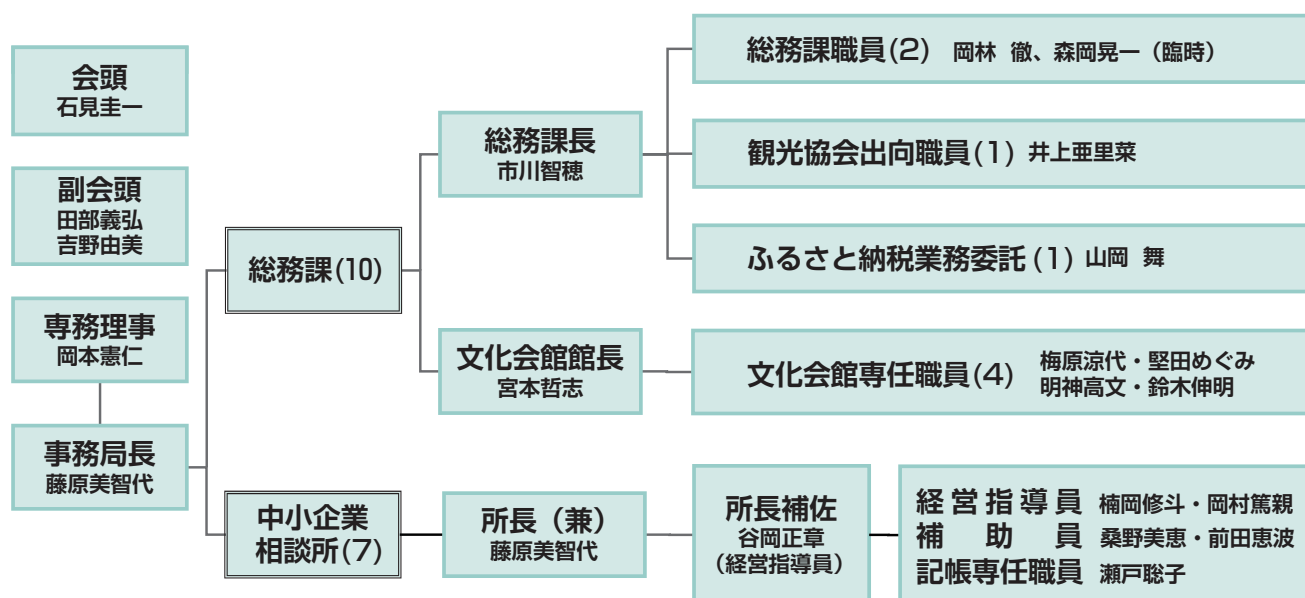 会頭
石見圭一
副会頭
田部義弘
吉野由美
専務理事
岡本憲仁
事務局長
藤原美智代
総務課(10)
中小企業
相談所(7)
総務課長
市川智穂
文化会館館長
宮本哲志
所長（兼）
藤原美智代
総務課職員(2) 岡林 徹、森岡晃一（臨時）
観光協会出向職員(1) 井上亜里菜
ふるさと納税業務委託(1) 山岡 舞
文化会館専任職員(4) 梅原涼代・堅田めぐみ
明神高文・鈴木伸明
所長補佐
谷岡正章
（経営指導員）
経営指導員 楠岡修斗・岡村篤親
補助員 桑野美恵・前田恵波
記帳専任職員 瀬戸聡子